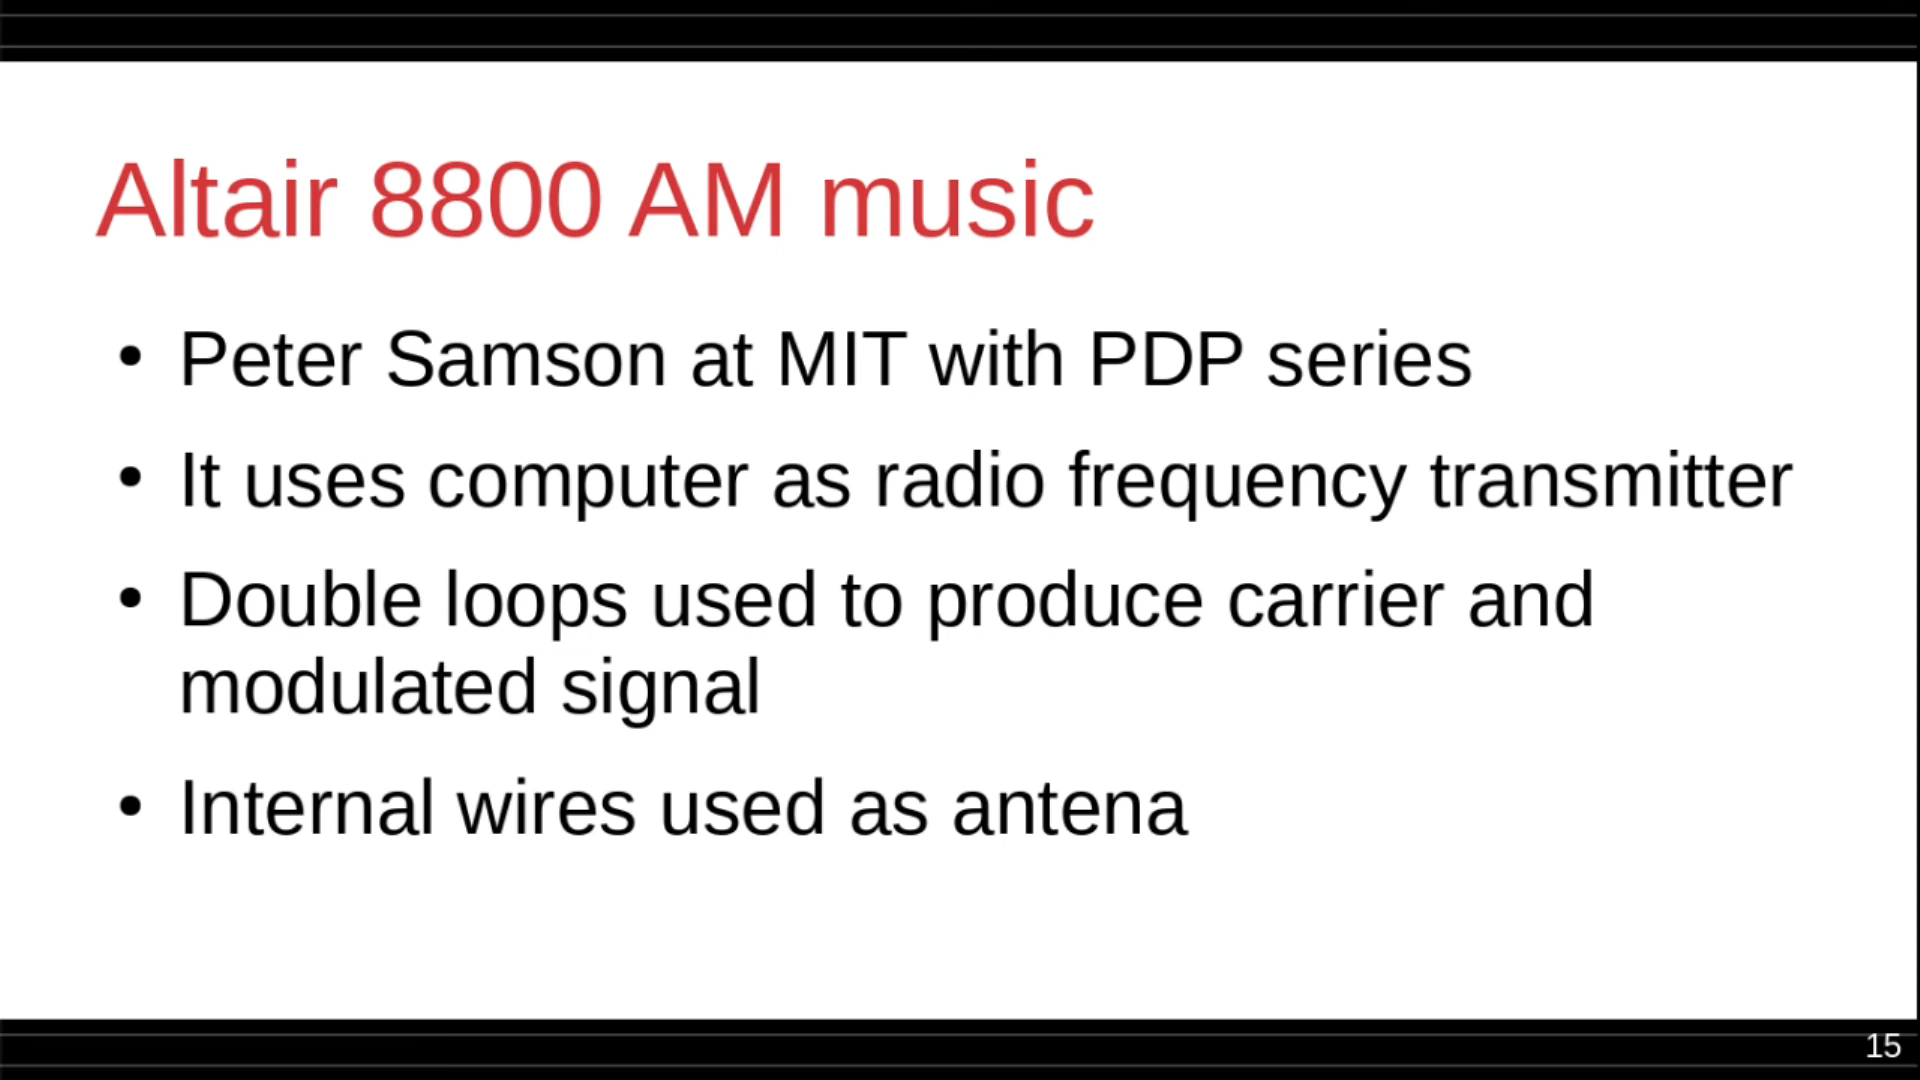 Altair 8800 AM music
• Peter Samson at MIT with PDP series
• It uses computer as radio frequency transmitter
• Double loops used to produce carrier and
modulated signal
• Internal wires used as antena
15